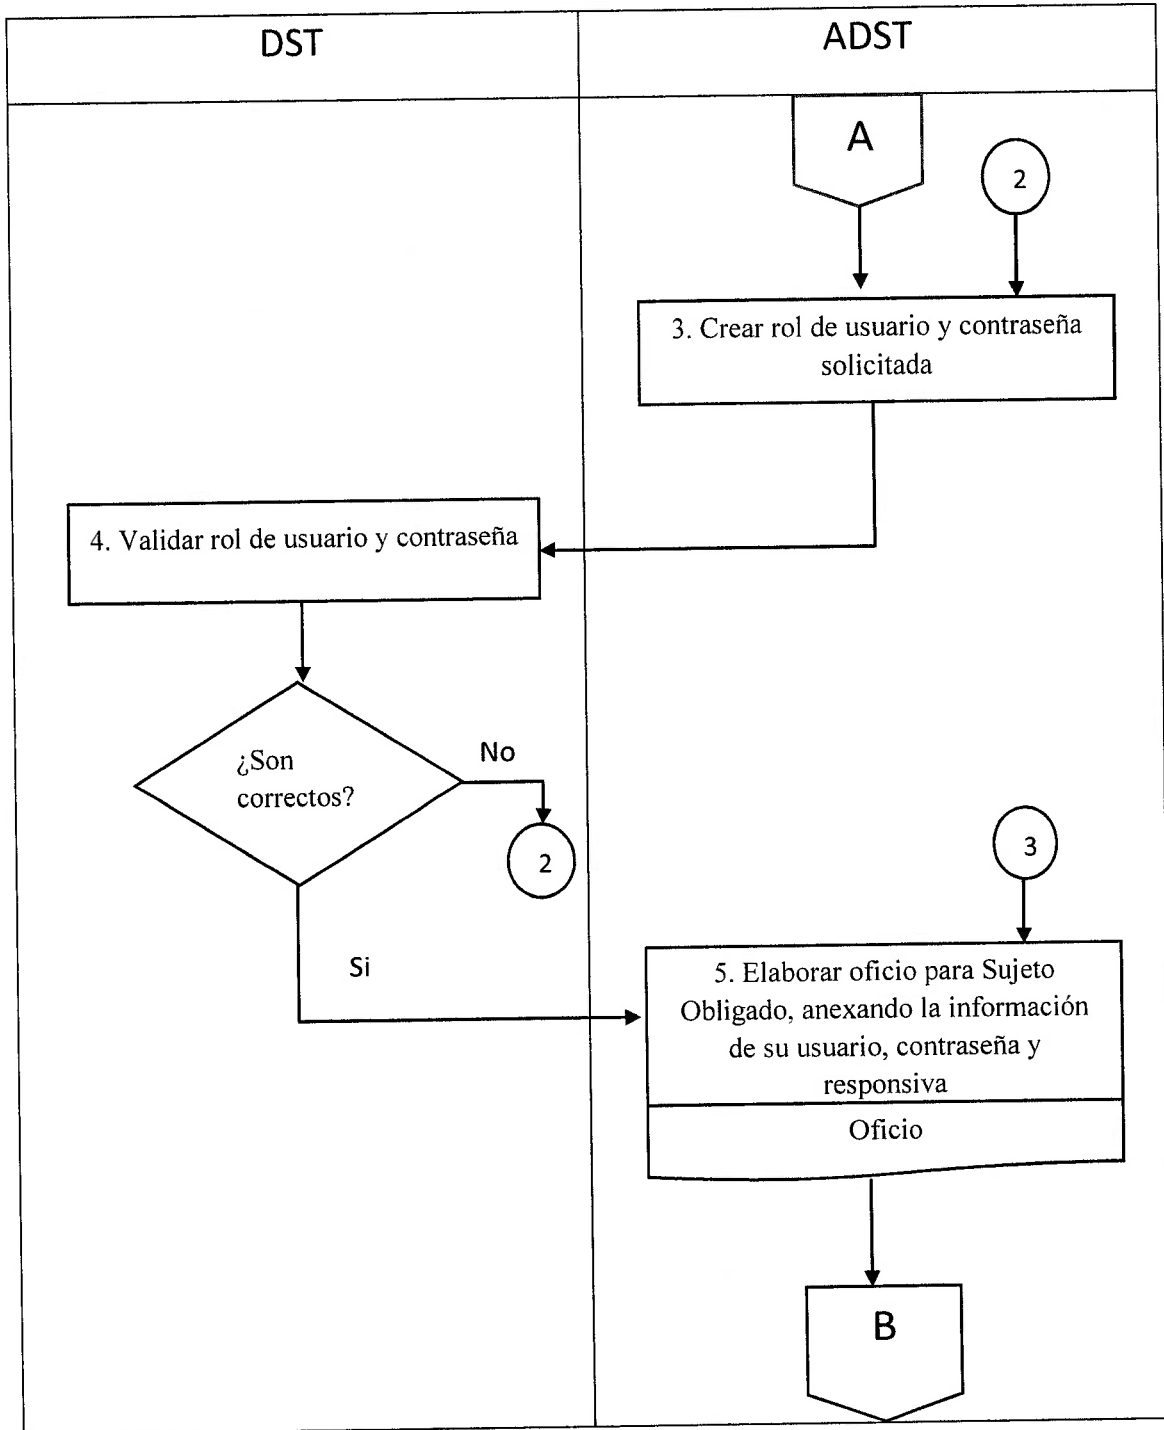 DST
ADST
A
2
3. Crear rol de usuario y contraseña
solicitada
4. Validar rol de usuario y contraseña
¿Son
correctos?
No
2
Si
3
5. Elaborar oficio para Sujeto
Obligado, anexando la información
de su usuario, contraseña y
responsiva
Oficio
B